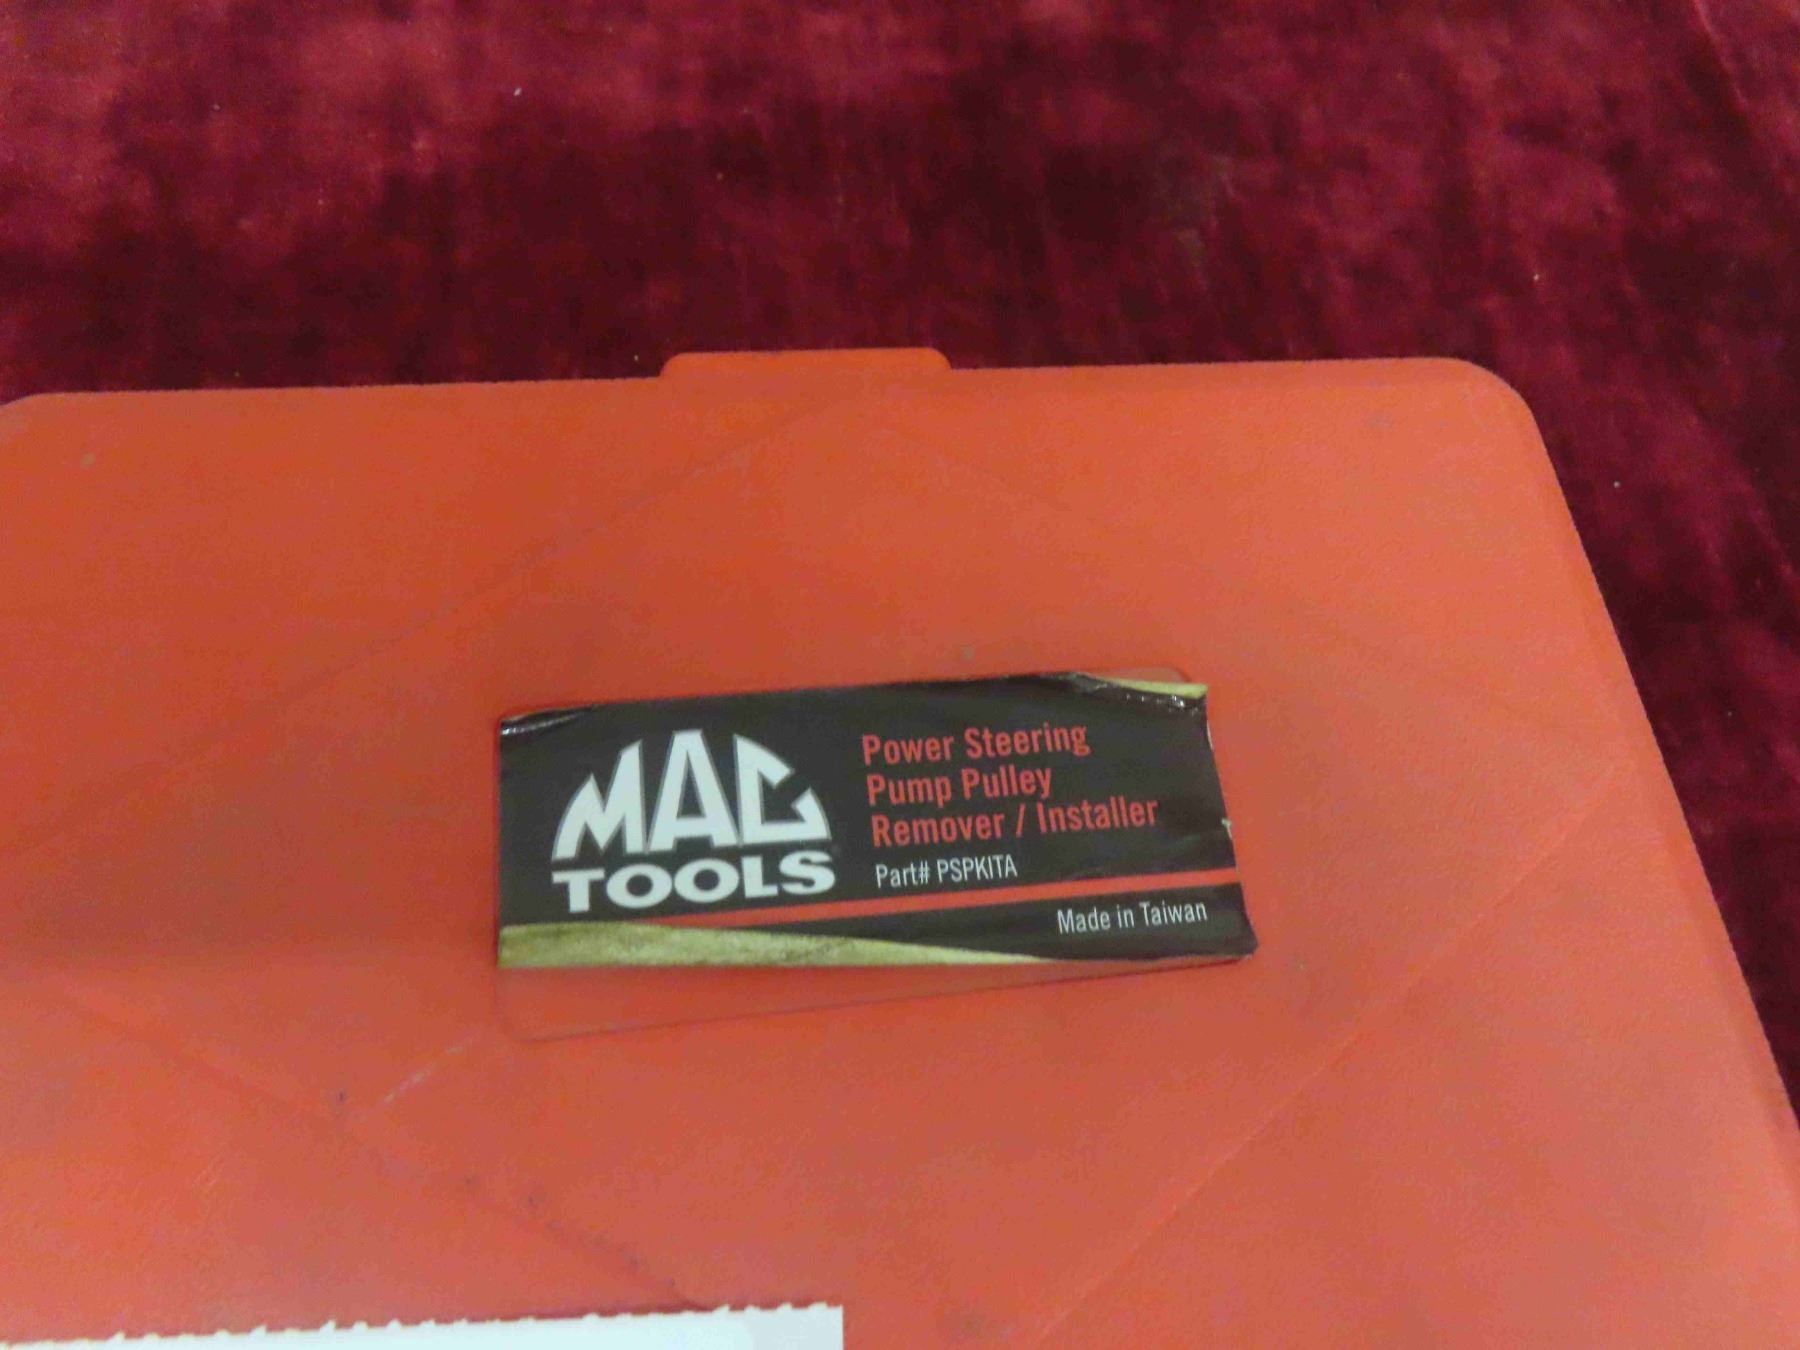 MAC
TOOLS
Power Steering
Pump Pulley
Remover / Installer
Part# PSPKITA
Made in Taiwan